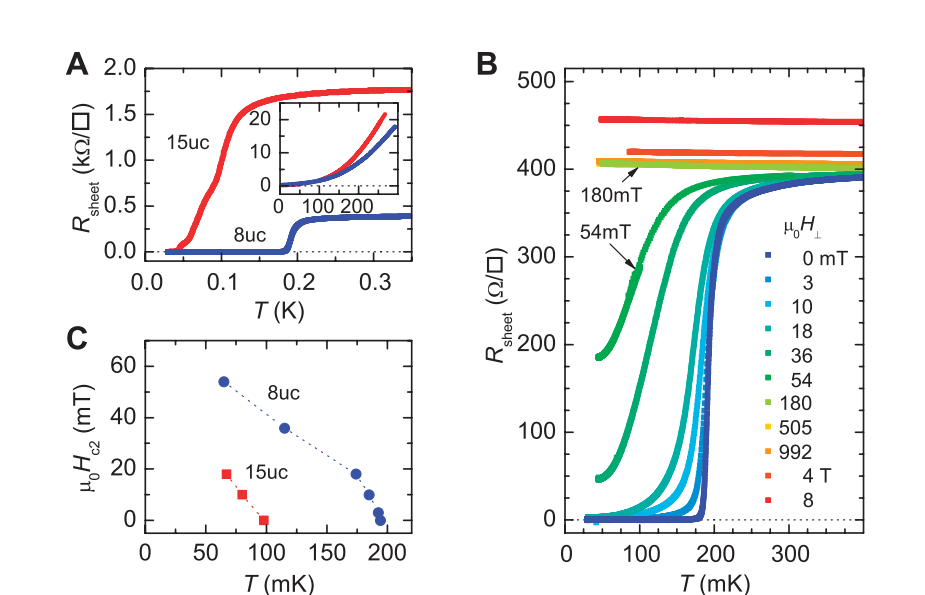 A
2.0
1.5
1.0
0.5
0.0
R_sheet (kΩ/□)
15uc
8uc
20
10
0
0 100 200
0.0 0.1 0.2 0.3
T (K)
B
500
400
300
200
100
0
R_sheet (Ω/□)
180mT
54mT
μ₀H⊥
0 mT
3
10
18
36
54
180
505
992
4 T
8
0 100 200 300
T (mK)
C
60
40
20
0
μ₀H_c2 (mT)
8uc
15uc
0 50 100 150 200
T (mK)